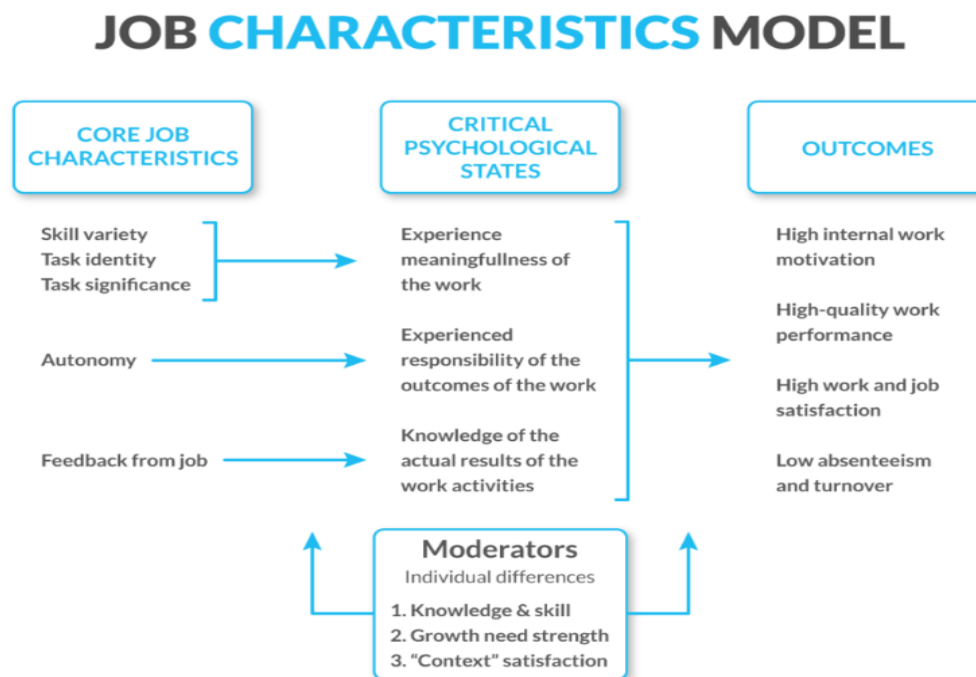 JOB CHARACTERISTICS MODEL
CORE JOB
CHARACTERISTICS
CRITICAL
PSYCHOLOGICAL
STATES
OUTCOMES
Skill variety
Task identity
Task significance
Experience
meaningfullness of
the work
High internal work
motivation
Autonomy
Experienced
responsibility of the
outcomes of the work
High-quality work
performance
High work and job
satisfaction
Feedback from job
Knowledge of the
actual results of the
work activities
Low absenteeism
and turnover
Moderators
Individual differences
1. Knowledge & skill
2. Growth need strength
3. “Context” satisfaction